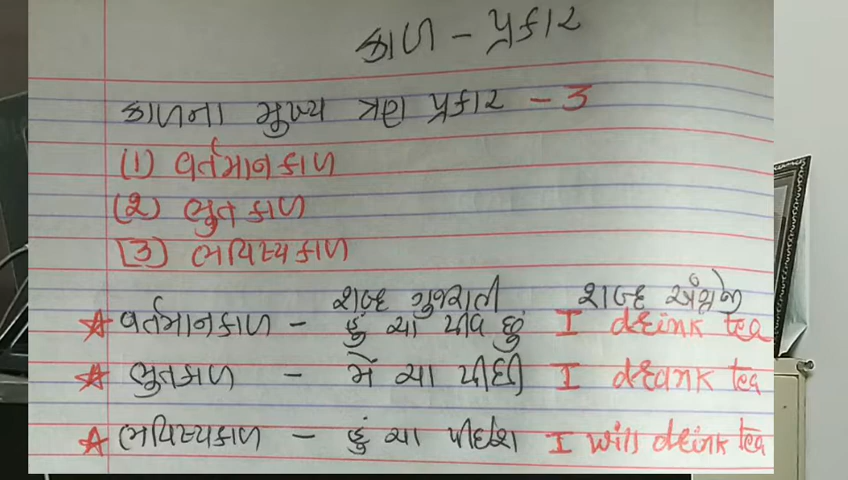 કાળ - પ્રકાર
કાળના મુખ્ય ત્રણ પ્રકાર - 3
(1) વર્તમાનકાળ
(2) ભુતકાળ
(3) ભવિષ્યકાળ
શબ્દ ગુજરાતી શબ્દ અંગ્રેજી
☆ વર્તમાનકાળ - હું ચા પીવ છું I drink tea
☆ ભુતકાળ - મેં ચા પીધી I drank tea
☆ ભવિષ્યકાળ - હું ચા પીઈશ I will drink tea